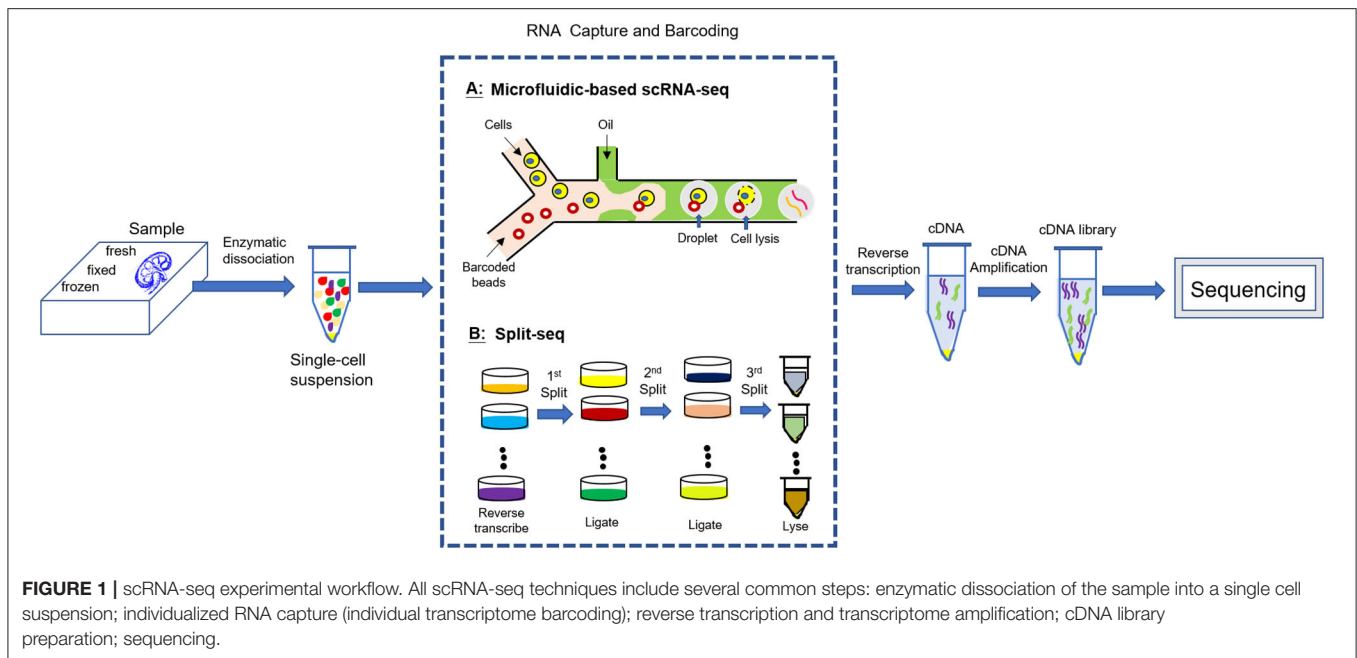 RNA Capture and Barcoding
A: Microfluidic-based scRNA-seq
Cells
Oil
Barcoded
beads
Droplet
Cell lysis
Sample
fresh
fixed
frozen
Enzymatic
dissociation
Single-cell
suspension
B: Split-seq
1st
Split
2nd
Split
3rd
Split
Reverse
transcribe
Ligate
Ligate
Lyse
Reverse
transcription
cDNA
cDNA
Amplification
cDNA library
Sequencing
FIGURE 1 | scRNA-seq experimental workflow. All scRNA-seq techniques include several common steps: enzymatic dissociation of the sample into a single cell
suspension; individualized RNA capture (individual transcriptome barcoding); reverse transcription and transcriptome amplification; cDNA library
preparation; sequencing.